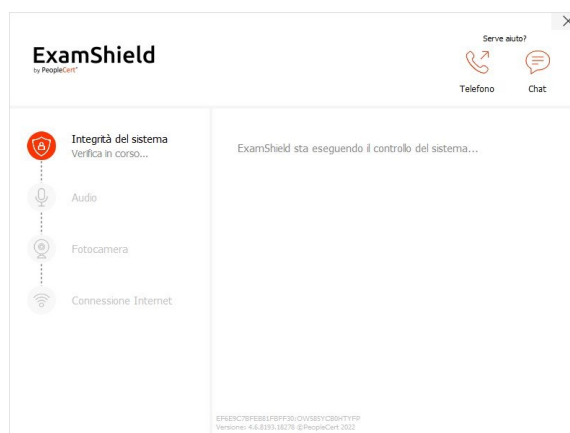 Serve aiuto?
ExamShield
by PeopleCert
Telefono
Chat
Integrità del sistema
Verifica in corso...
ExamShield sta eseguendo il controllo del sistema...
Audio
Fotocamera
Connessione Internet
Versione: 4.6.8193.18278 @PeopleCert 2022